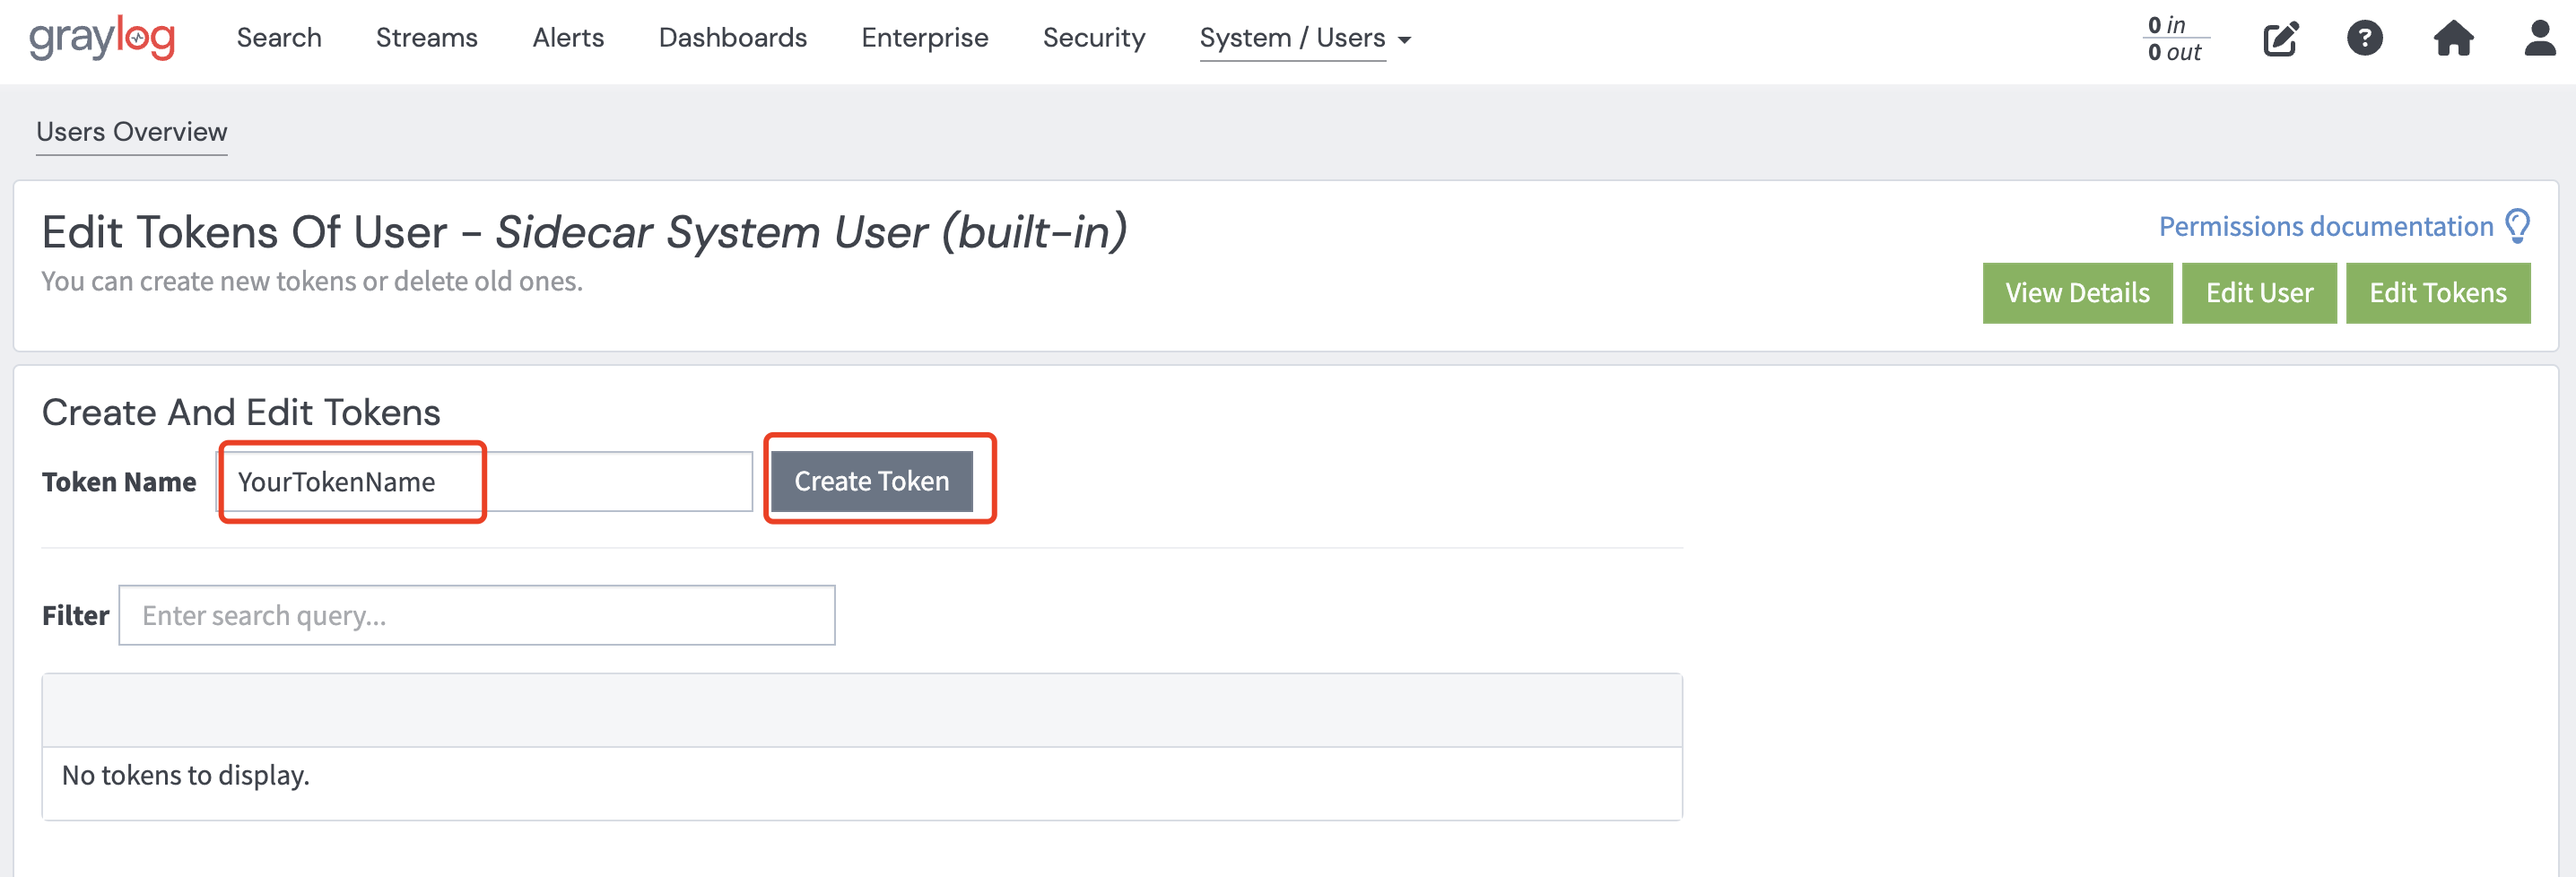 graylog Search Streams Alerts Dashboards Enterprise Security System / Users 0 in
0 out
Users Overview
Edit Tokens Of User - Sidecar System User (built-in)
Permissions documentation
You can create new tokens or delete old ones.
View Details Edit User Edit Tokens
Create And Edit Tokens
Token Name YourTokenName Create Token
Filter Enter search query...
No tokens to display.